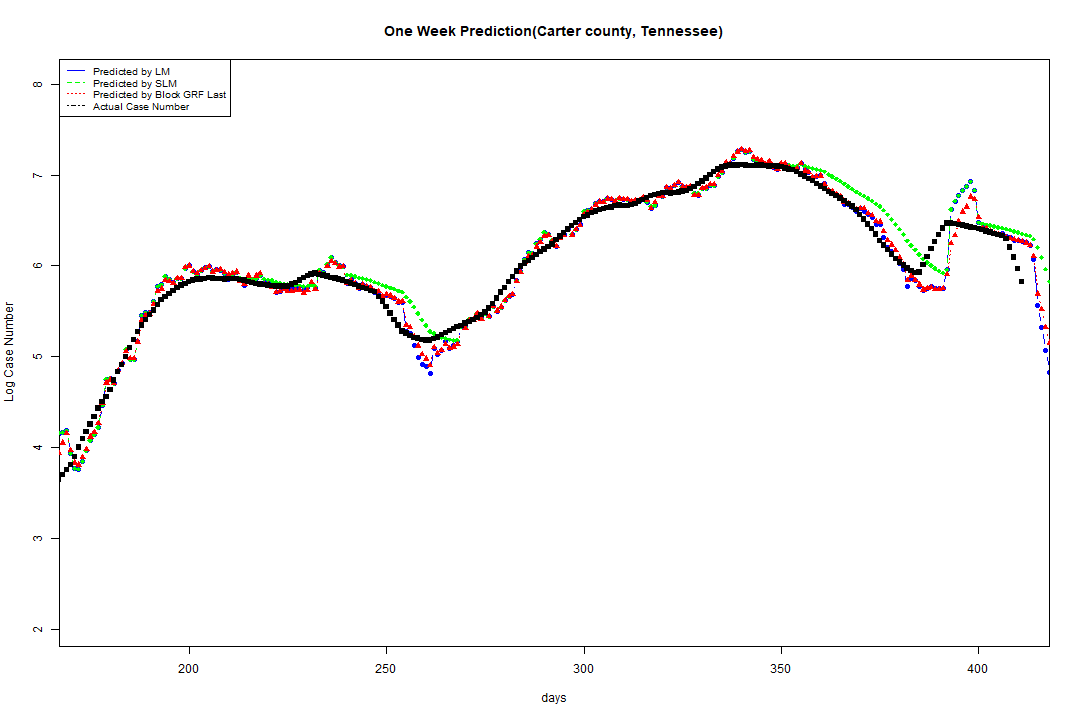 One Week Prediction(Carter county, Tennessee)
Predicted by LM
Predicted by SLM
Predicted by Block GRF Last
Actual Case Number
8
7
6
5
4
3
2
Log Case Number
200 250 300 350 400
days